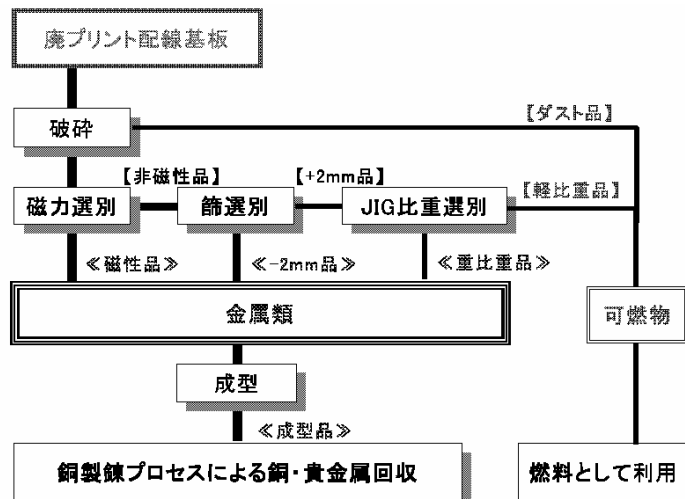 廃プリント配線基板
破砕
【ダスト品】
【非磁性品】
【+2mm品】
【軽比重品】
磁力選別
篩選別
JIG比重選別
≪磁性品≫
≪-2mm品≫
≪重比重品≫
金属類
可燃物
成型
≪成型品≫
銅製錬プロセスによる銅・貴金属回収
燃料として利用